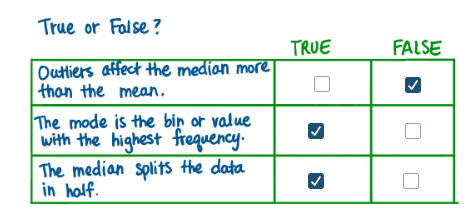 True or False?
TRUE FALSE
Outliers affect the median more
than the mean.
The mode is the bin or value
with the highest frequency.
The median splits the data
in half.